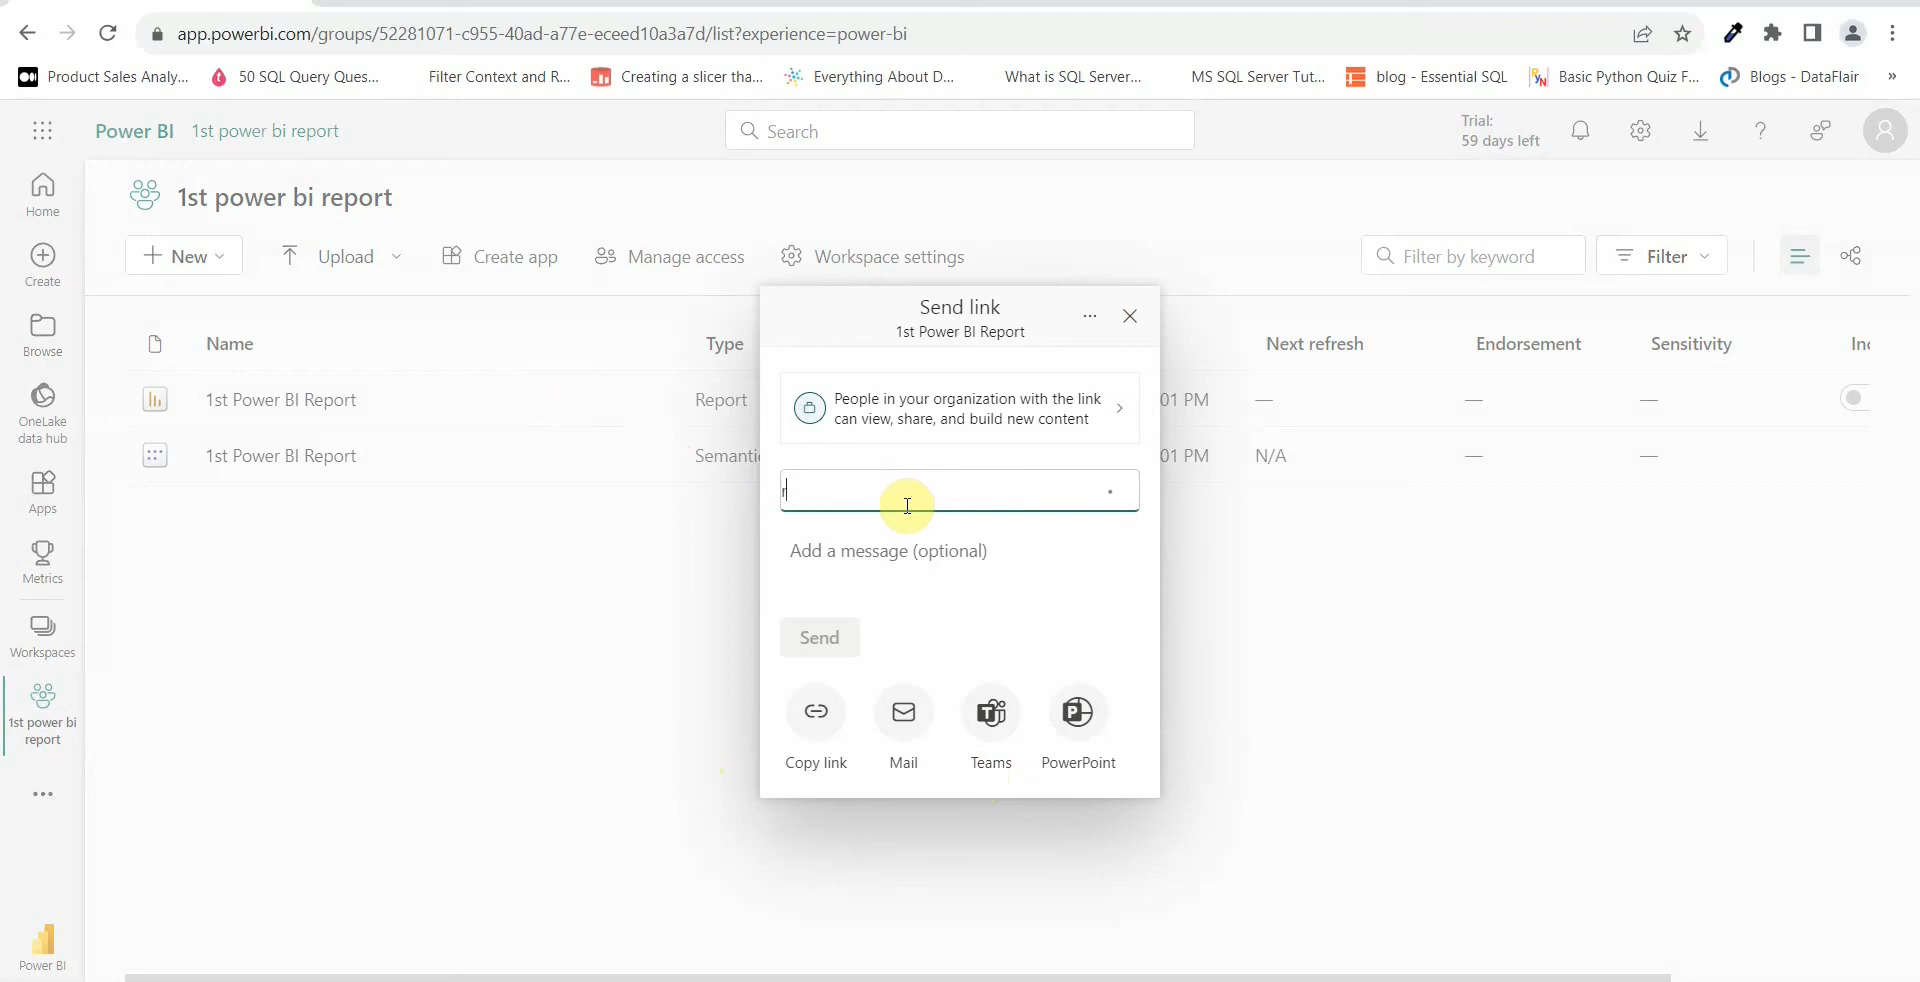 app.powerbi.com/groups/52281071-c955-40ad-a77e-eceed10a3a7d/list?experience=power-bi
Product Sales Analy... 50 SQL Query Ques... Filter Context and R... Creating a slicer tha... Everything About D... What is SQL Server... MS SQL Server Tut... blog - Essential SQL Basic Python Quiz F... Blogs - DataFlair »
Power BI 1st power bi report
Search
Trial:
59 days left
Home
Create
Browse
OneLake
data hub
Apps
Metrics
Workspaces
1st power bi
report
Power BI
1st power bi report
New Upload Create app Manage access Workspace settings Filter by keyword Filter
Name Type Next refresh Endorsement Sensitivity Inc
1st Power BI Report Report 01 PM — — —
1st Power BI Report Semantic 01 PM N/A — —
Send link
1st Power BI Report
People in your organization with the link
can view, share, and build new content
r
Add a message (optional)
Send
Copy link Mail Teams PowerPoint